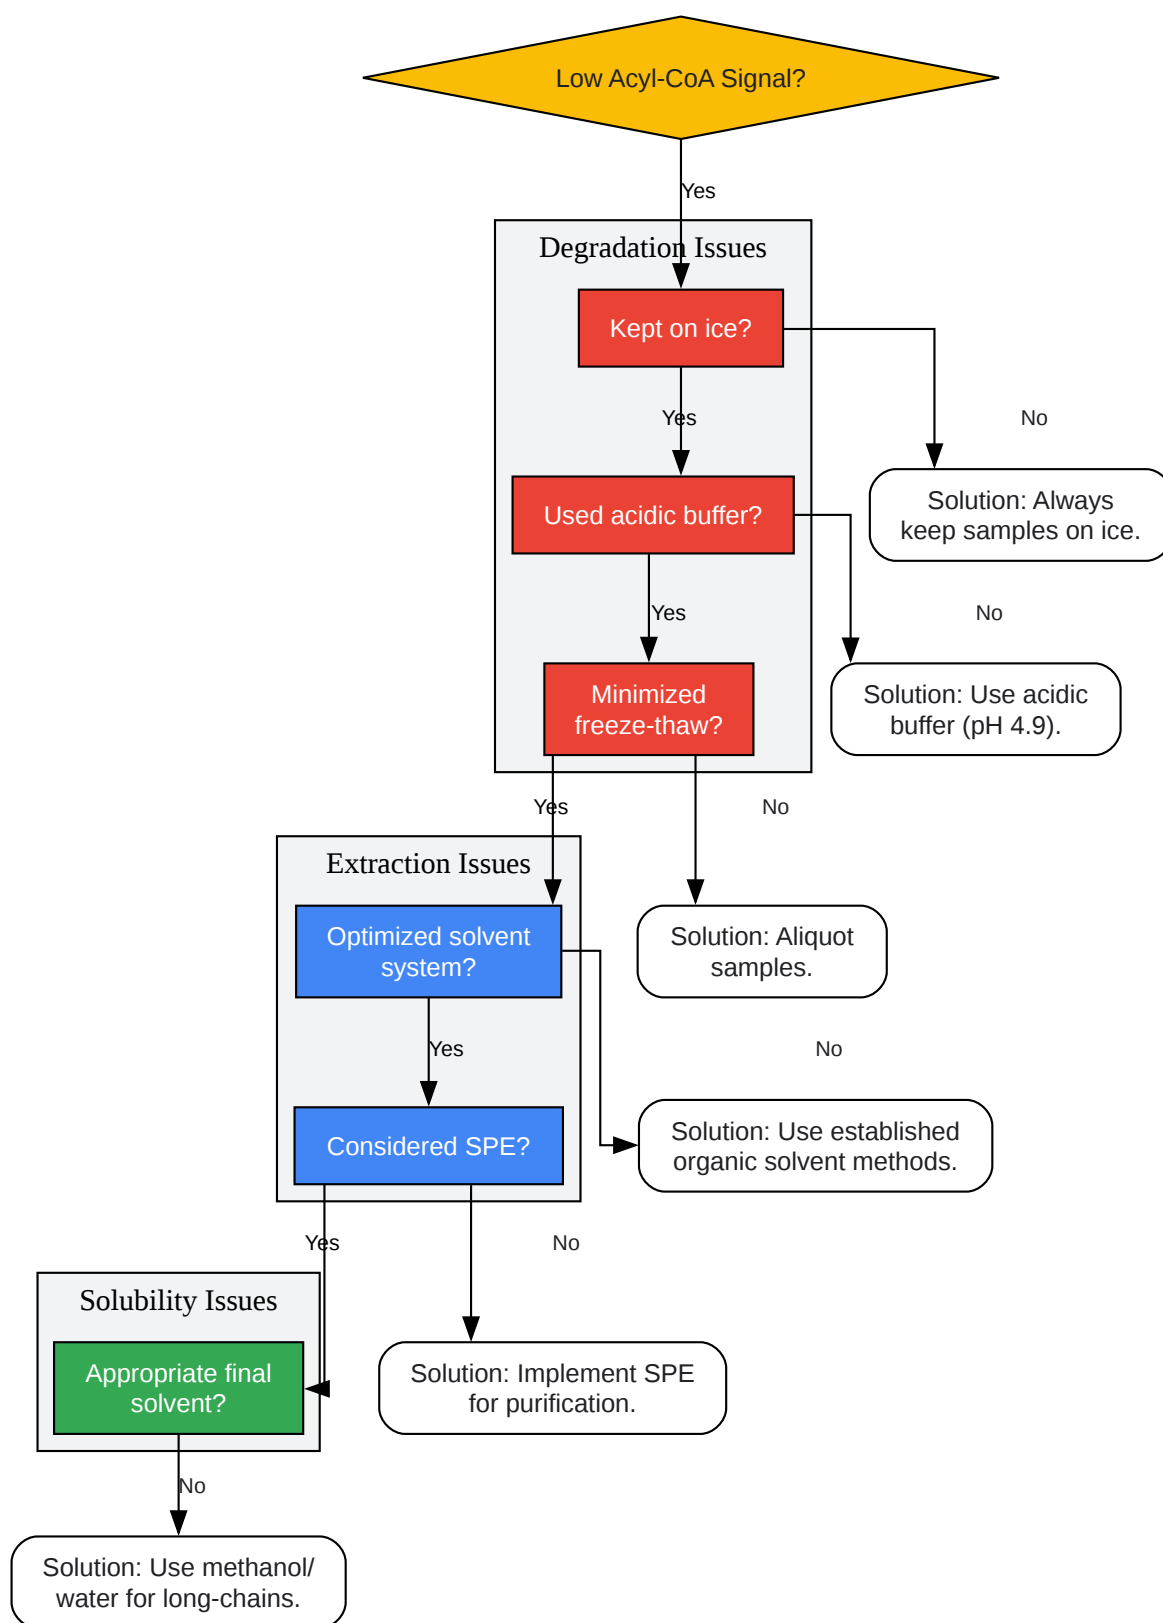 Low Acyl-CoA Signal?
Yes
Degradation Issues
Kept on ice?
Yes
No
Solution: Always
keep samples on ice.
Used acidic buffer?
Yes
No
Solution: Use acidic
buffer (pH 4.9).
Minimized
freeze-thaw?
Yes
No
Extraction Issues
Solution: Aliquot
samples.
Optimized solvent
system?
Yes
No
Solution: Use established
organic solvent methods.
Considered SPE?
Yes
No
Solubility Issues
Solution: Implement SPE
for purification.
Appropriate final
solvent?
No
Solution: Use methanol/
water for long-chains.